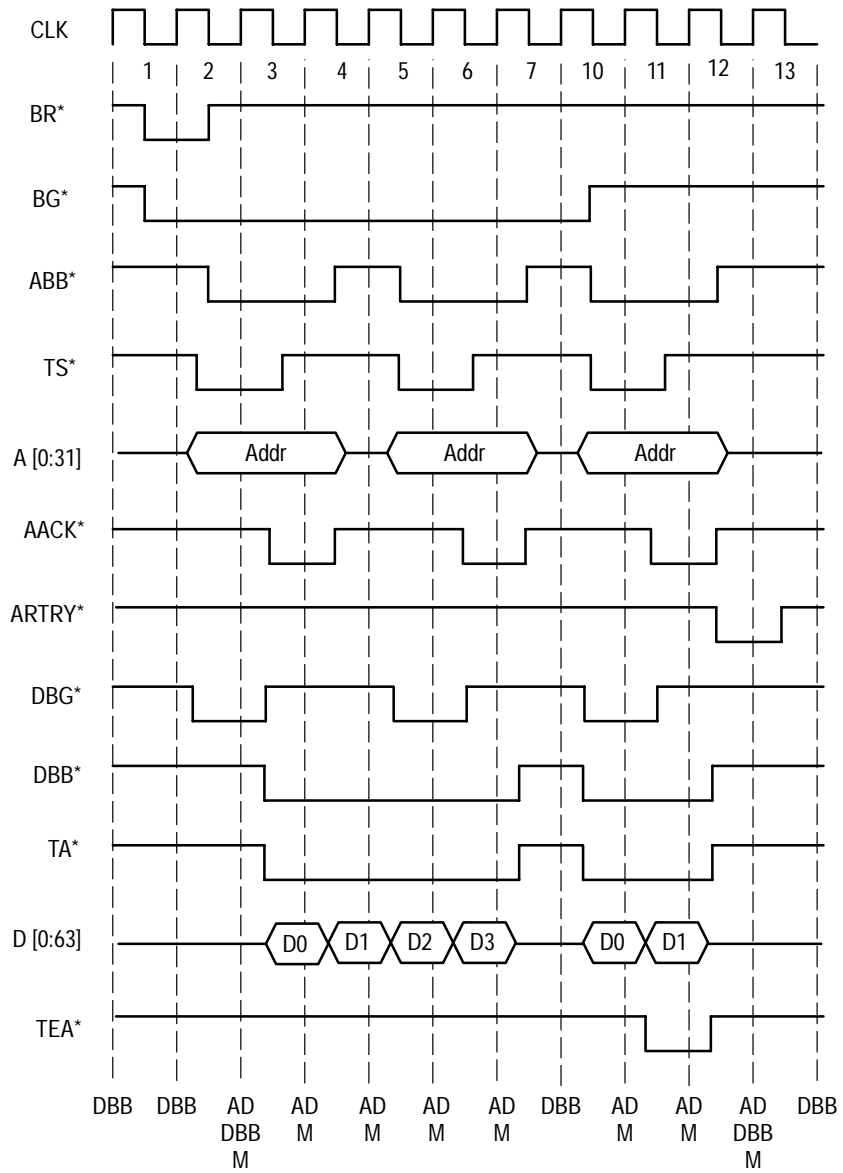 CLK
1 2 3 4 5 6 7 10 11 12 13
BR*
BG*
ABB*
TS*
A [0:31] Addr Addr Addr
AACK*
ARTRY*
DBG*
DBB*
TA*
D [0:63] D0 D1 D2 D3 D0 D1
TEA*
DBB DBB AD AD AD AD AD DBB AD AD AD DBB
DBB M M M M M M DBB
M M